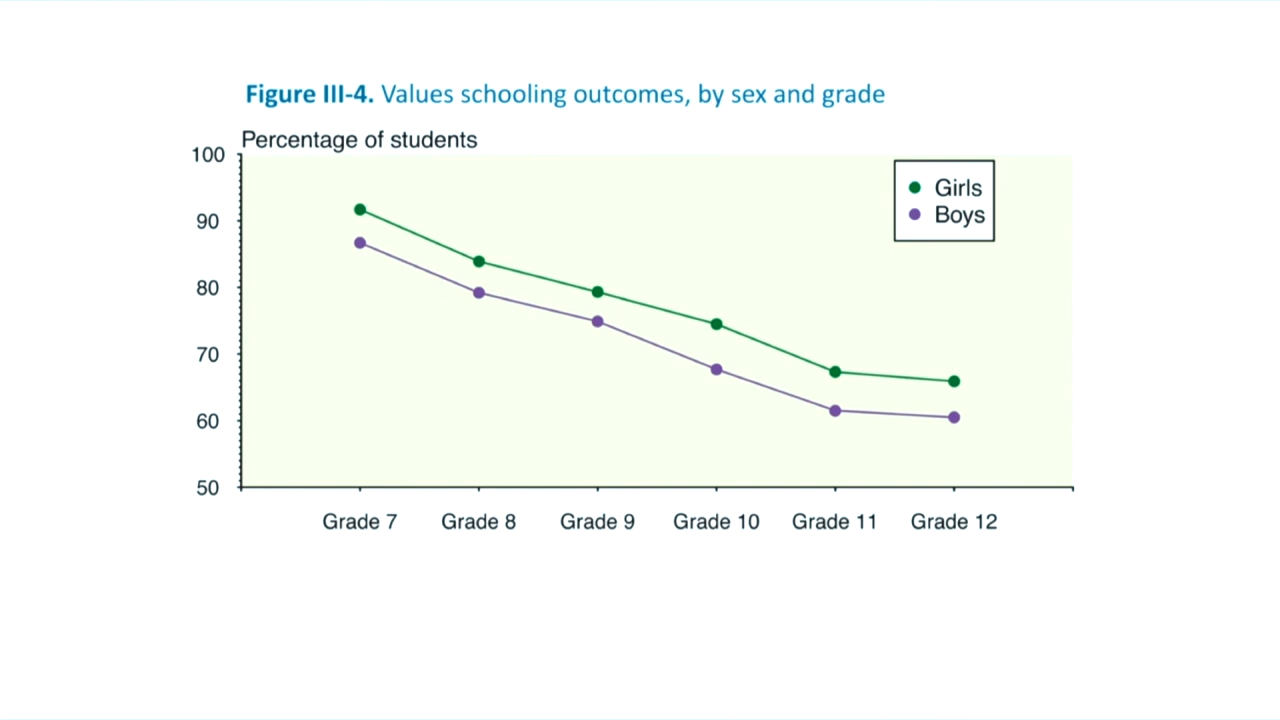 Figure III-4. Values schooling outcomes, by sex and grade
Percentage of students
100
90
80
70
60
50
Girls
Boys
Grade 7 Grade 8 Grade 9 Grade 10 Grade 11 Grade 12